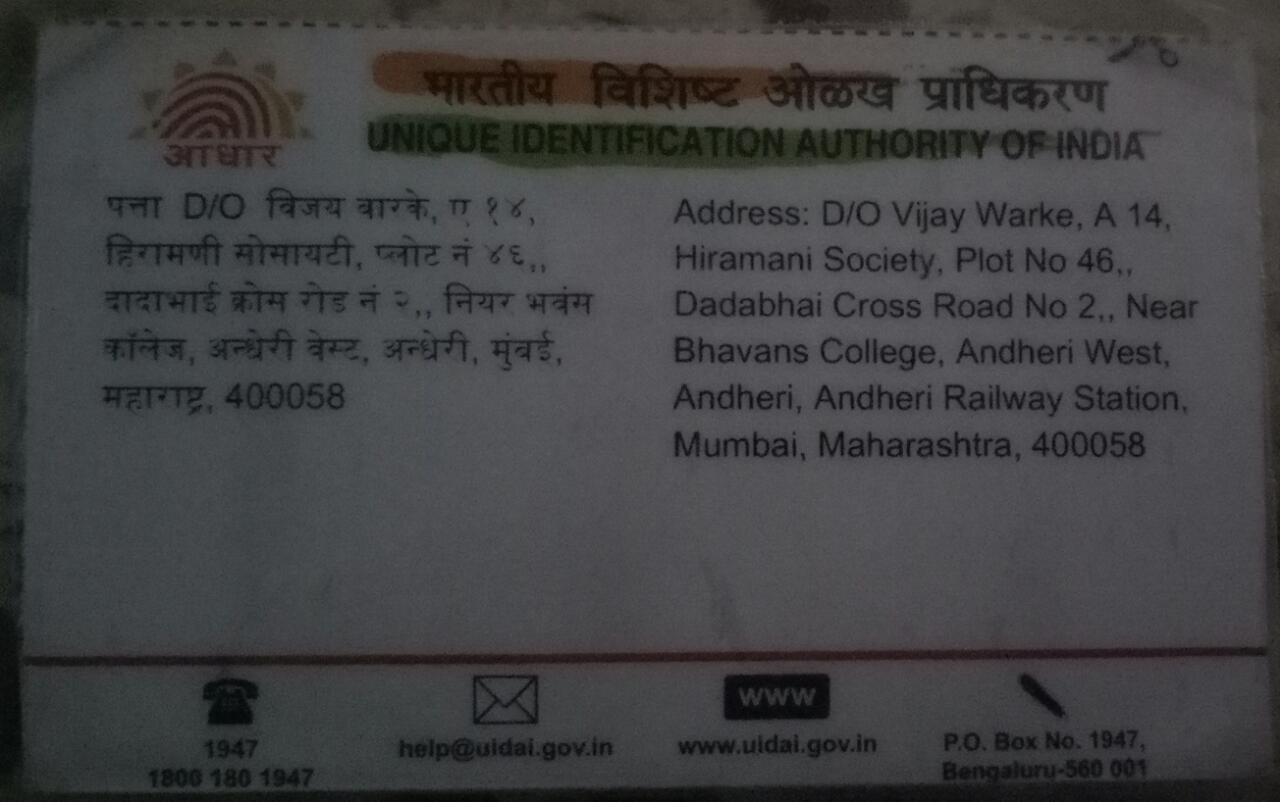 भारतीय विशिष्ट ओळख प्राधिकरण
UNIQUE IDENTIFICATION AUTHORITY OF INDIA
आधार
पत्ता D/O विजय वारके, ए १४,
हिरामणी सोसायटी, प्लोट नं ४६,,
दादाभाई क्रोस रोड नं २,, नियर भवंस
कॉलेज, अन्धेरी वेस्ट, अन्धेरी, मुंबई,
महाराष्ट्र, 400058
Address: D/O Vijay Warke, A 14,
Hiramani Society, Plot No 46,,
Dadabhai Cross Road No 2,, Near
Bhavans College, Andheri West,
Andheri, Andheri Railway Station,
Mumbai, Maharashtra, 400058
1947
1800 180 1947
help@uidai.gov.in
www
www.uidai.gov.in
P.O. Box No. 1947,
Bengaluru-560 001